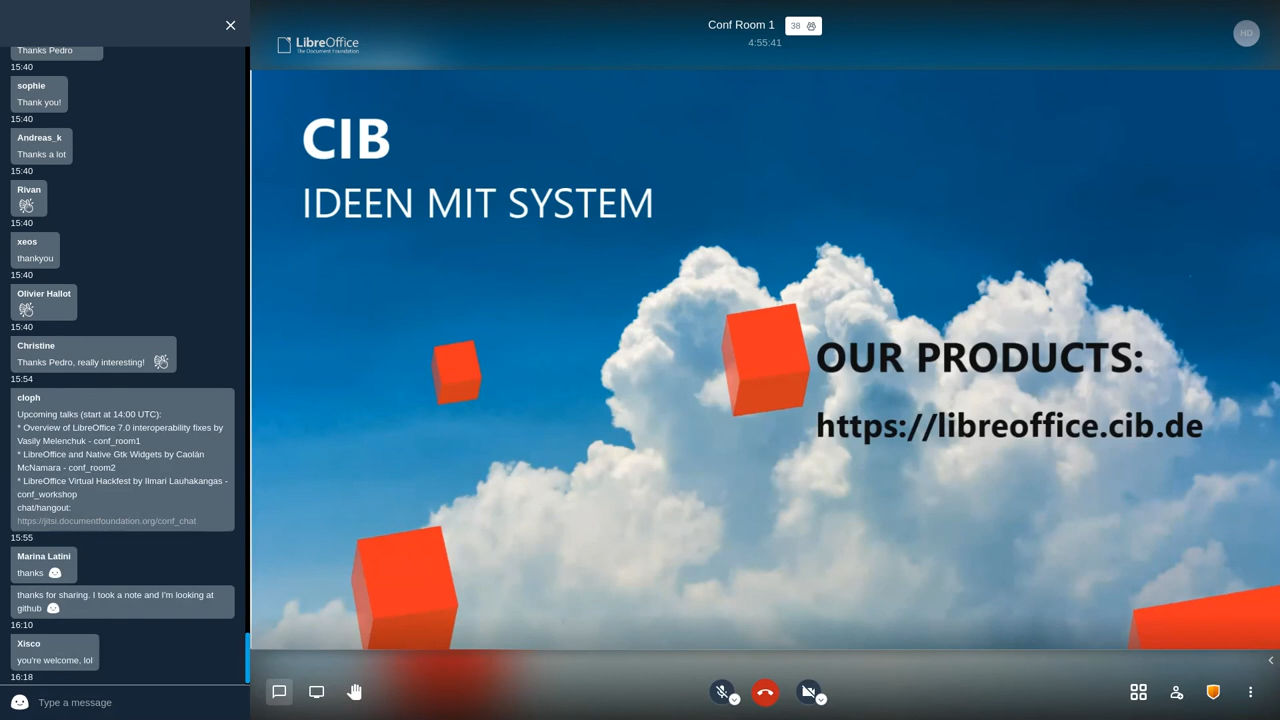 Thanks Pedro
15:40
sophie
Thank you!
15:40
Andreas_k
Thanks a lot
15:40
Rivan
15:40
xeos
thankyou
15:40
Olivier Hallot
15:40
Christine
Thanks Pedro, really interesting!
15:54
cloph
Upcoming talks (start at 14:00 UTC):
* Overview of LibreOffice 7.0 interoperability fixes by
Vasily Melenchuk - conf_room1
* LibreOffice and Native Gtk Widgets by Caolán
McNamara - conf_room2
* LibreOffice Virtual Hackfest by Ilmari Lauhakangas -
conf_workshop
chat/hangout:
https://jitsi.documentfoundation.org/conf_chat
15:55
Marina Latini
thanks
thanks for sharing. I took a note and I'm looking at
github
16:10
Xisco
you're welcome, lol
16:18
Type a message
LibreOffice
The Document Foundation
Conf Room 1
38
4:55:41
HD
CIB
IDEEN MIT SYSTEM
OUR PRODUCTS:
https://libreoffice.cib.de